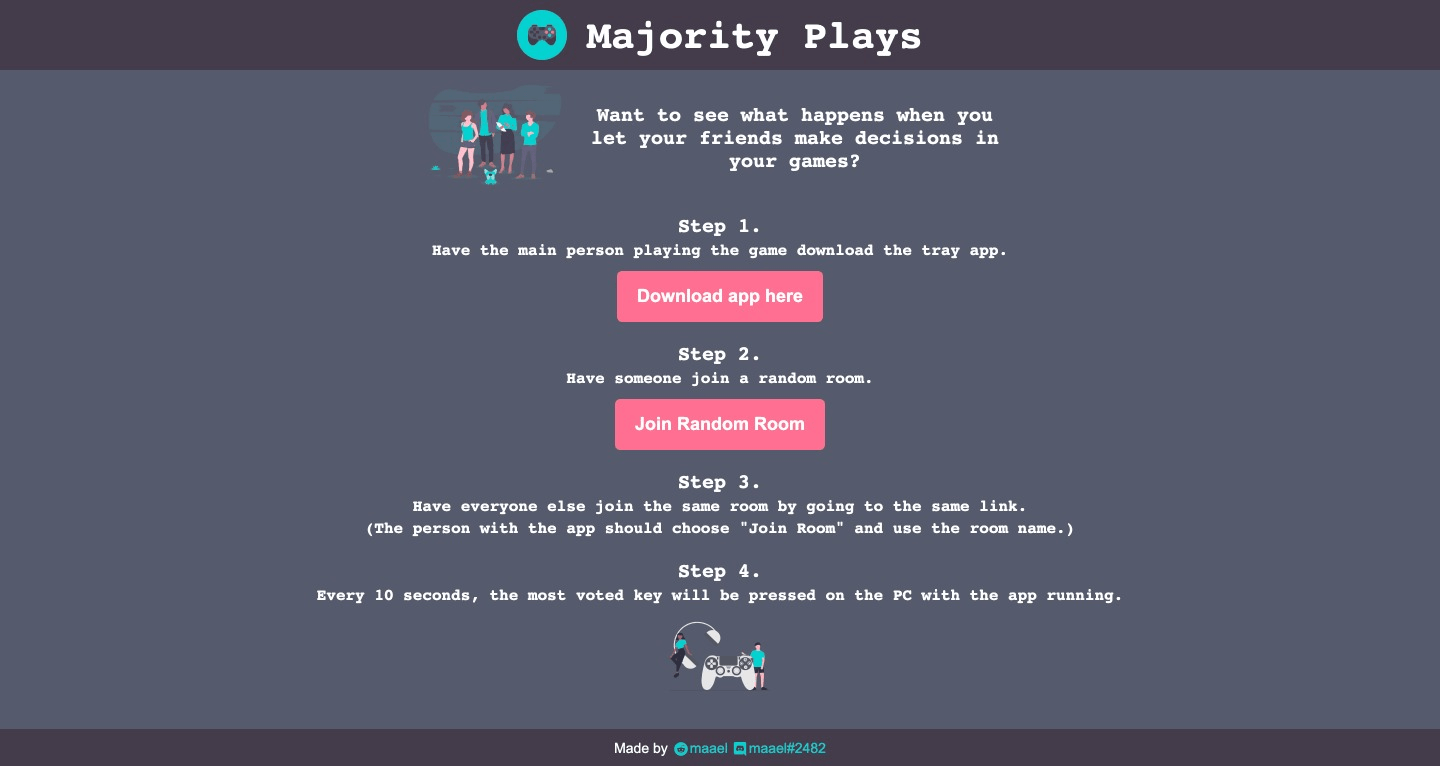 Majority Plays
Want to see what happens when you
let your friends make decisions in
your games?
Step 1.
Have the main person playing the game download the tray app.
Download app here
Step 2.
Have someone join a random room.
Join Random Room
Step 3.
Have everyone else join the same room by going to the same link.
(The person with the app should choose "Join Room" and use the room name.)
Step 4.
Every 10 seconds, the most voted key will be pressed on the PC with the app running.
Made by maael maael#2482